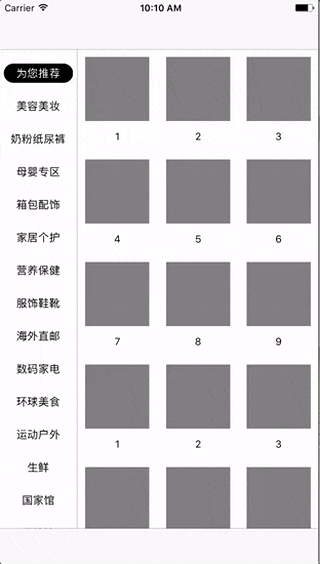 Carrier 10:10 AM
为您推荐
美容美妆
奶粉纸尿裤
母婴专区
箱包配饰
家居个护
营养保健
服饰鞋靴
海外直邮
数码家电
环球美食
运动户外
生鲜
国家馆
1 2 3
4 5 6
7 8 9
1 2 3